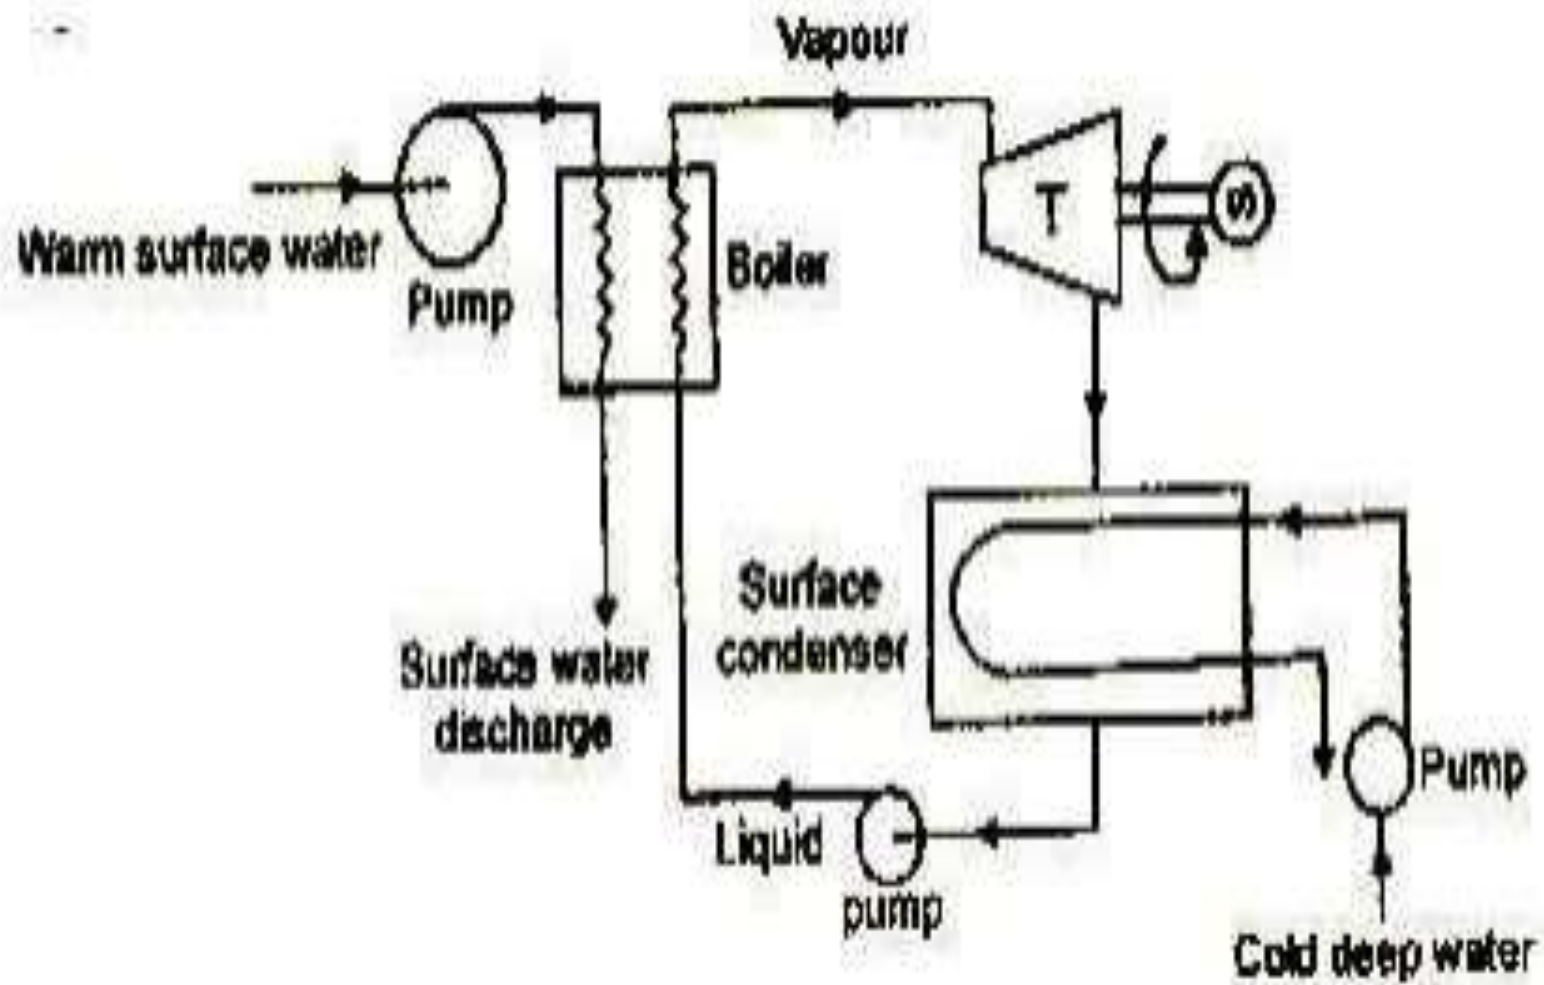 Vapour
Warm surface water
Pump
Boiler
T
S
Surface
condenser
Surface water
discharge
Pump
Liquid
pump
Cold deep water